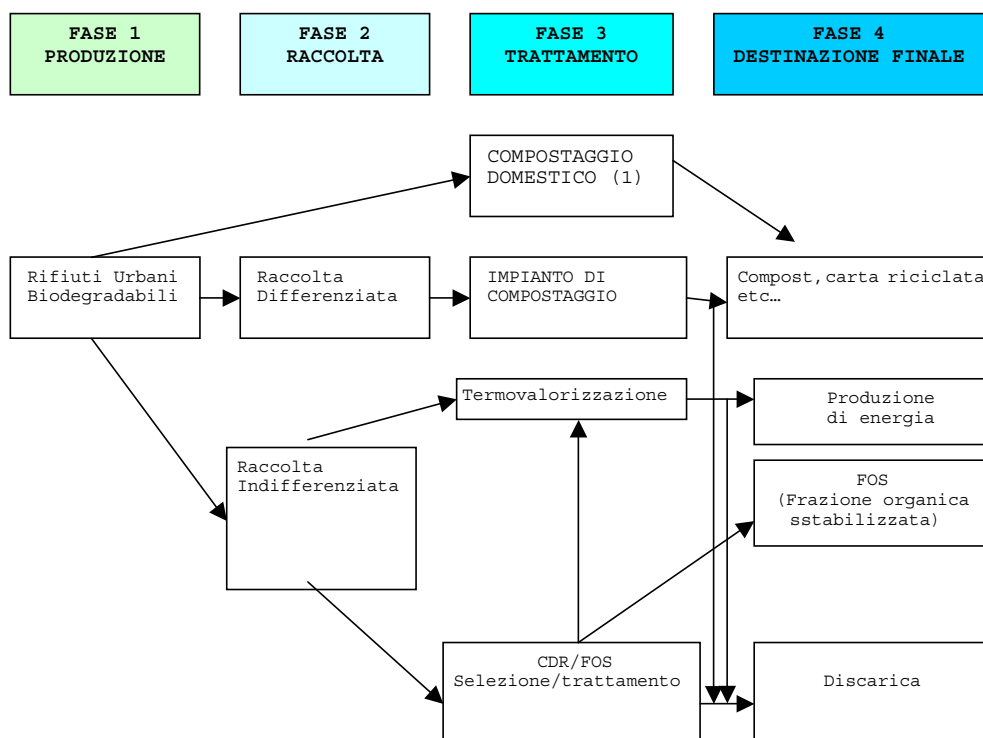 FASE 1
PRODUZIONE
FASE 2
RACCOLTA
FASE 3
TRATTAMENTO
FASE 4
DESTINAZIONE FINALE
COMPOSTAGGIO
DOMESTICO (1)
Rifiuti Urbani
Biodegradabili
Raccolta
Differenziata
IMPIANTO DI
COMPOSTAGGIO
Compost, carta riciclata
etc…
Termovalorizzazione
Produzione
di energia
Raccolta
Indifferenziata
FOS
(Frazione organica
sstabilizzata)
CDR/FOS
Selezione/trattamento
Discarica